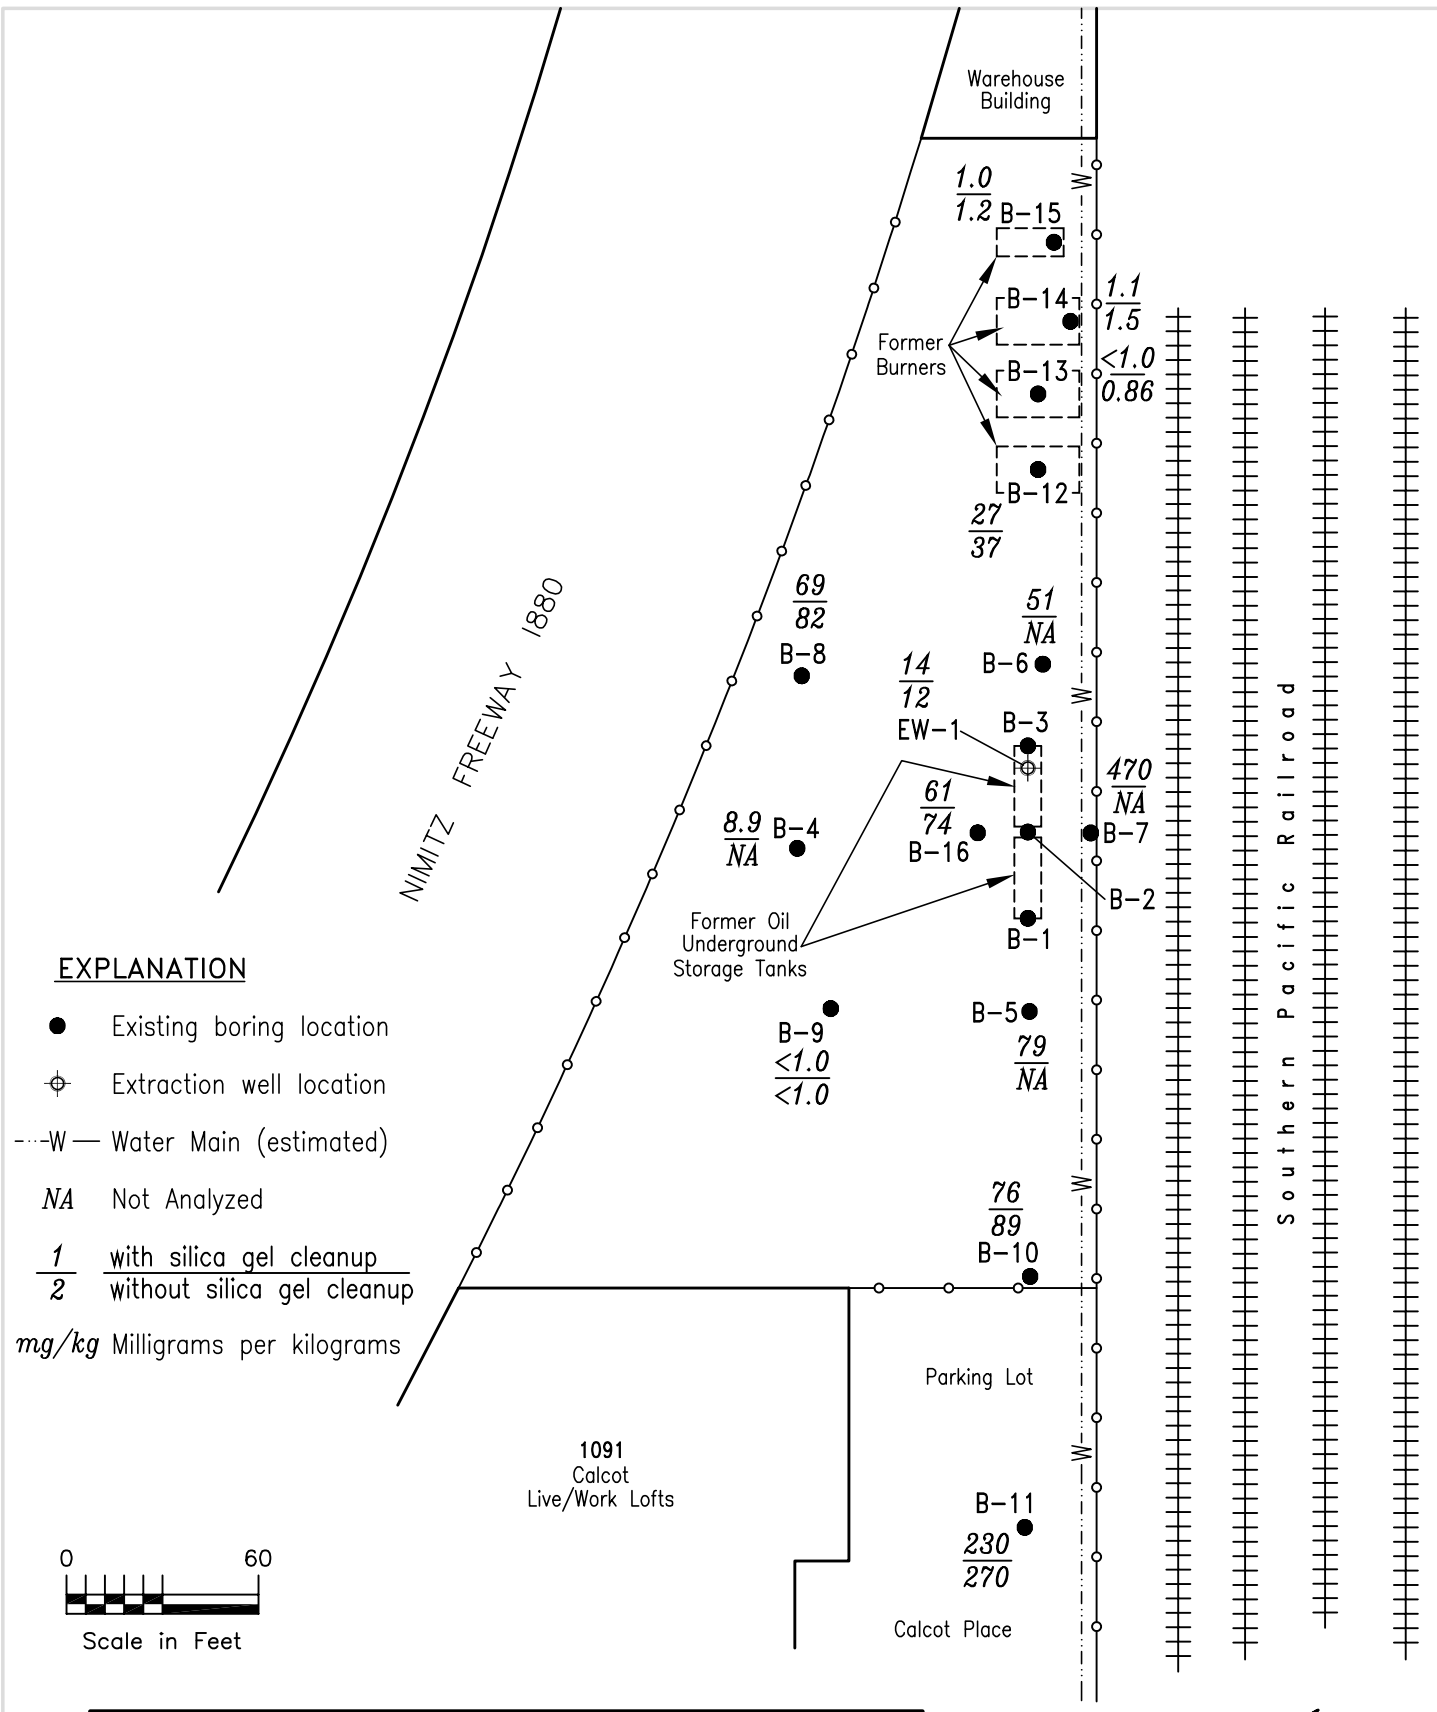 Warehouse
Building
1.0
1.2
B-15
B-14
1.1
1.5
Former
Burners
B-13
<1.0
0.86
B-12
27
37
NIMITZ FREEWAY I880
69
82
B-8
51
NA
B-6
14
12
EW-1
B-3
470
NA
B-7
61
74
B-16
8.9
NA
B-4
B-2
B-1
Former Oil
Underground
Storage Tanks
Southern Pacific Railroad
B-9
<1.0
<1.0
B-5
79
NA
EXPLANATION
Existing boring location
Extraction well location
W Water Main (estimated)
NA Not Analyzed
1 with silica gel cleanup
2 without silica gel cleanup
mg/kg Milligrams per kilograms
W
W
W
W
76
89
B-10
Parking Lot
1091
Calcot
Live/Work Lofts
B-11
230
270
Calcot Place
0 60
Scale in Feet